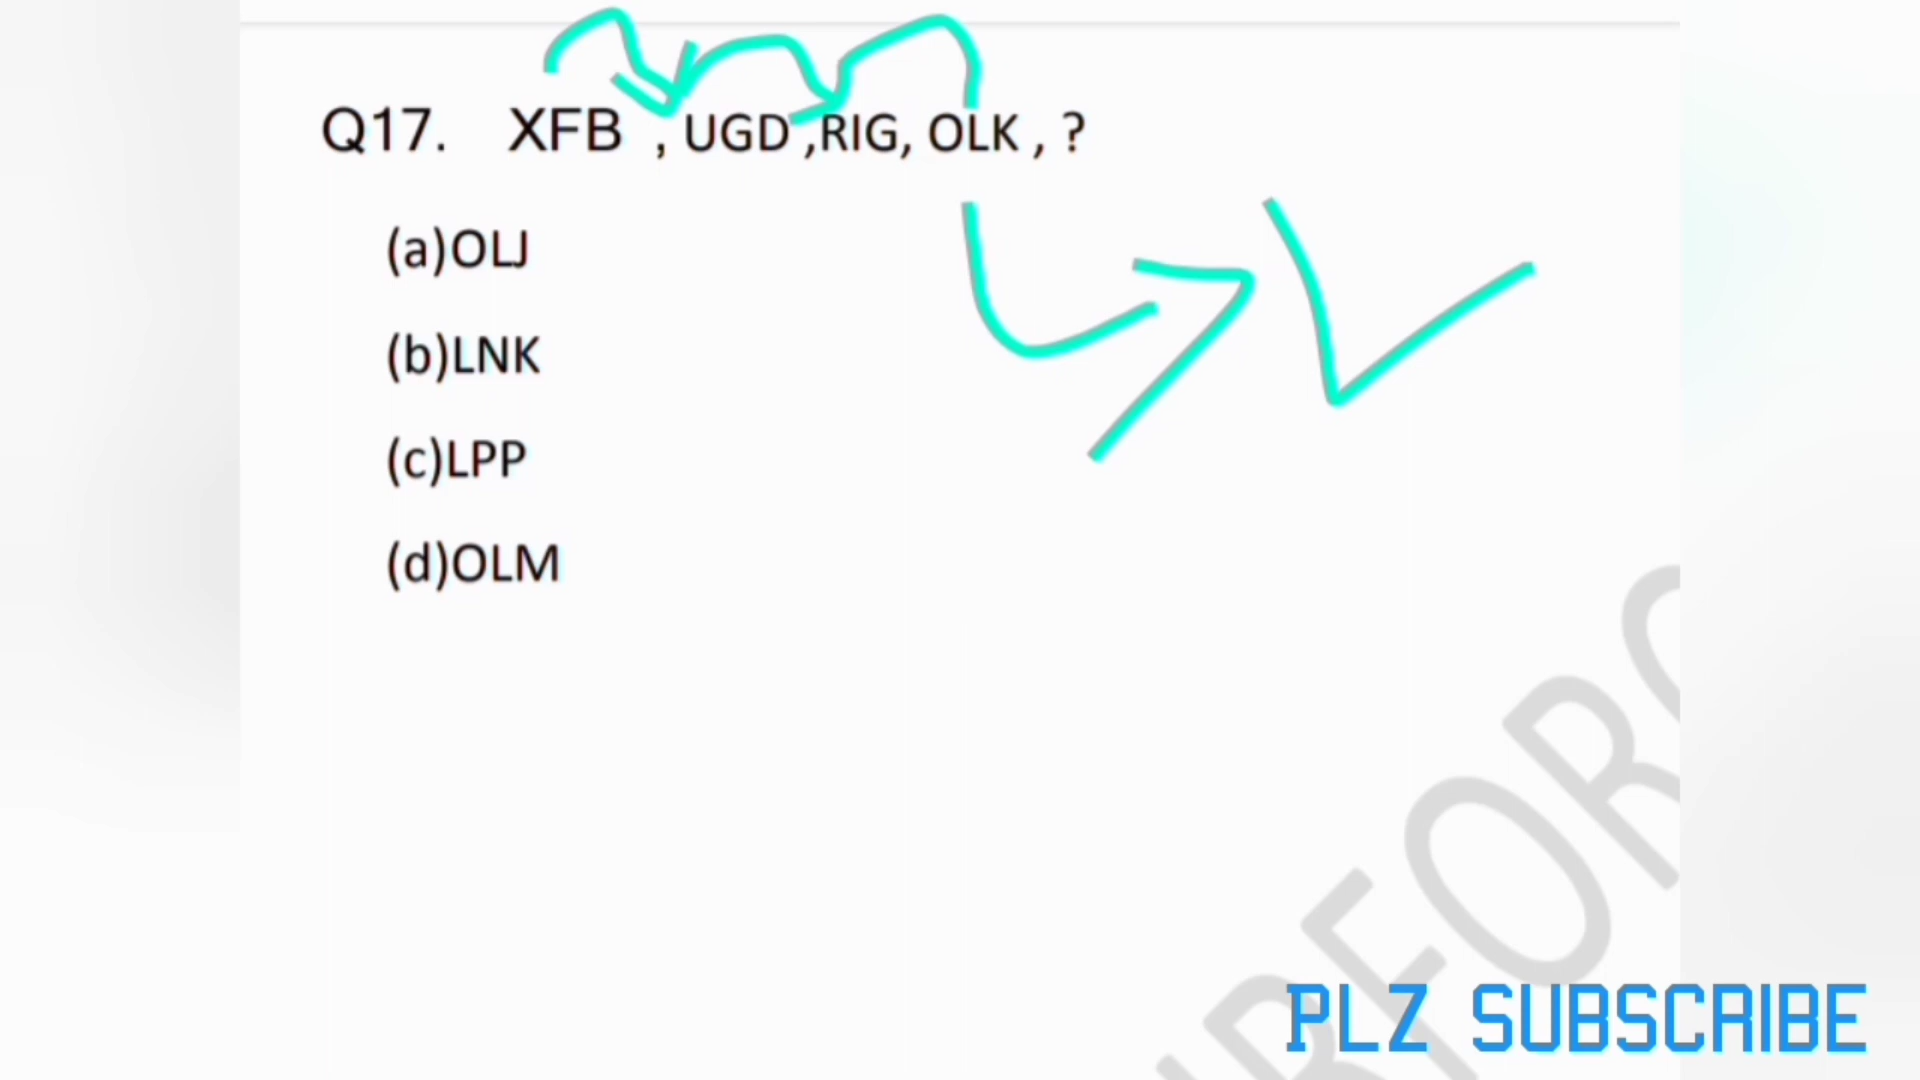 Q17. XFB , UGD ,RIG, OLK , ?
(a)OLJ
(b)LNK
(c)LPP
(d)OLM
PLZ SUBSCRIBE